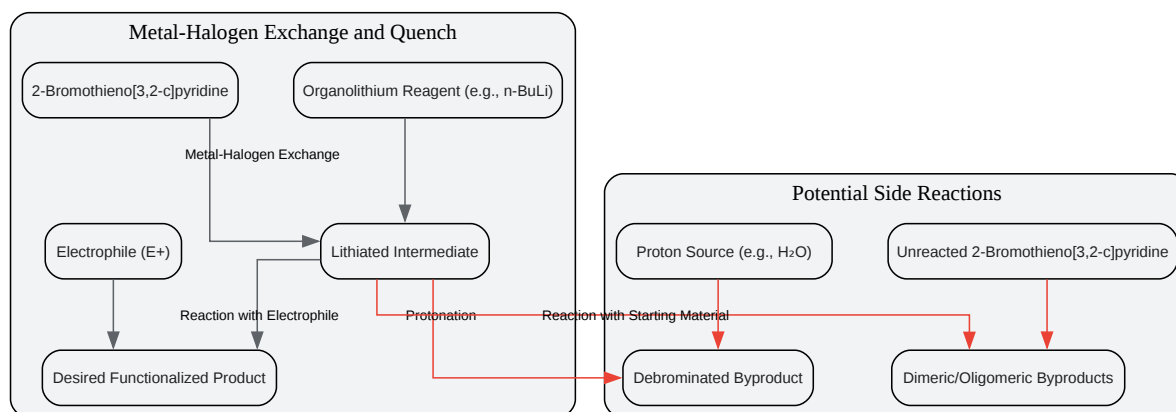 Metal-Halogen Exchange and Quench
2-Bromothieno[3,2-c]pyridine
Organolithium Reagent (e.g., n-BuLi)
Metal-Halogen Exchange
Electrophile (E+)
Lithiated Intermediate
Reaction with Electrophile
Protonation
Reaction with Starting Material
Desired Functionalized Product
Potential Side Reactions
Proton Source (e.g., H₂O)
Unreacted 2-Bromothieno[3,2-c]pyridine
Debrominated Byproduct
Dimeric/Oligomeric Byproducts